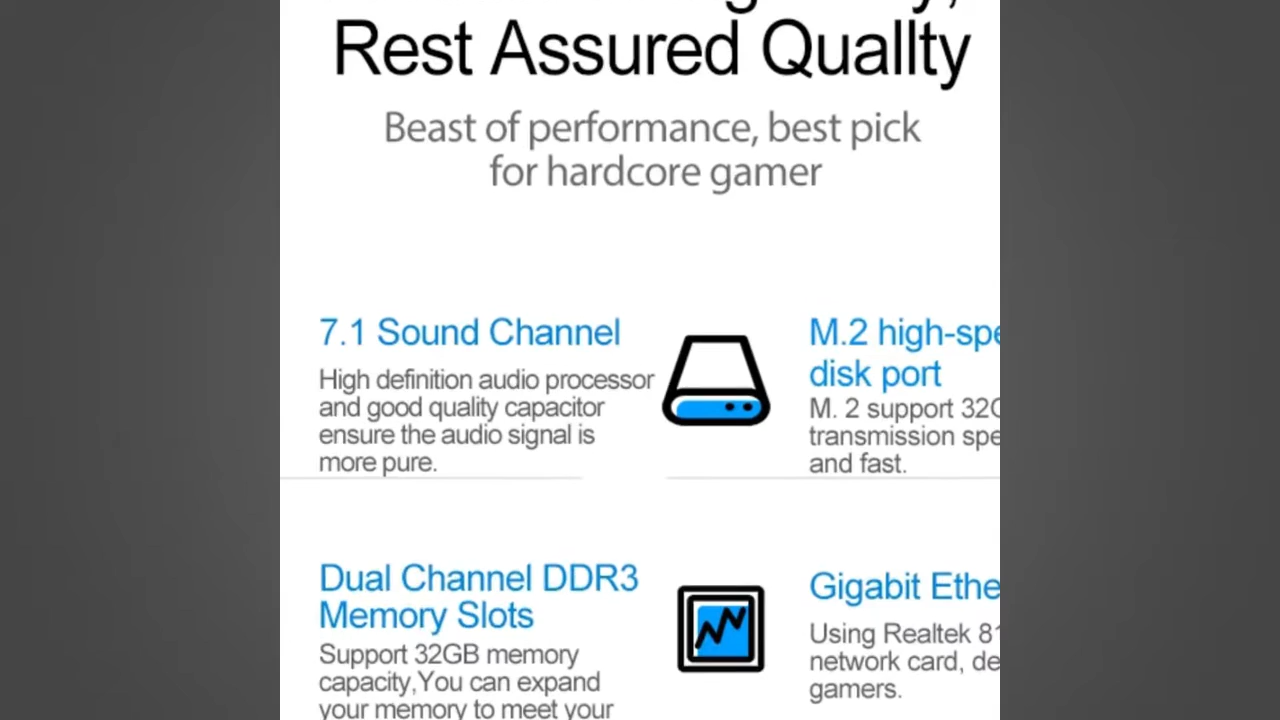 Rest Assured Quallty
Beast of performance, best pick
for hardcore gamer
7.1 Sound Channel
High definition audio processor
and good quality capacitor
ensure the audio signal is
more pure.
M.2 high-spe
disk port
M. 2 support 32G
transmission spe
and fast.
Dual Channel DDR3
Memory Slots
Support 32GB memory
capacity,You can expand
your memory to meet your
Gigabit Ethe
Using Realtek 81
network card, de
gamers.